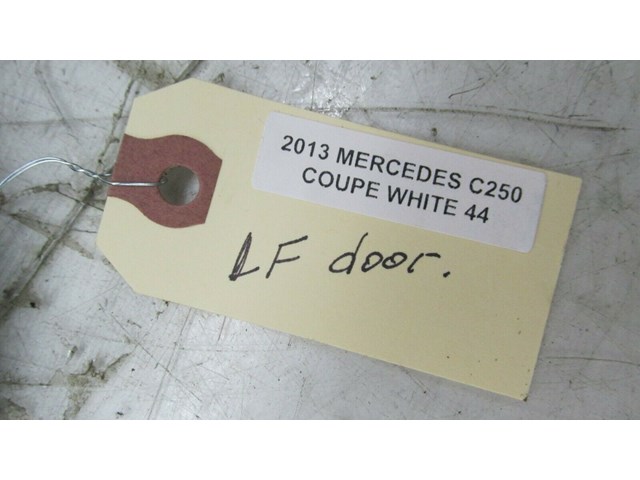 2013 MERCEDES C250
COUPE WHITE 44
LF door.